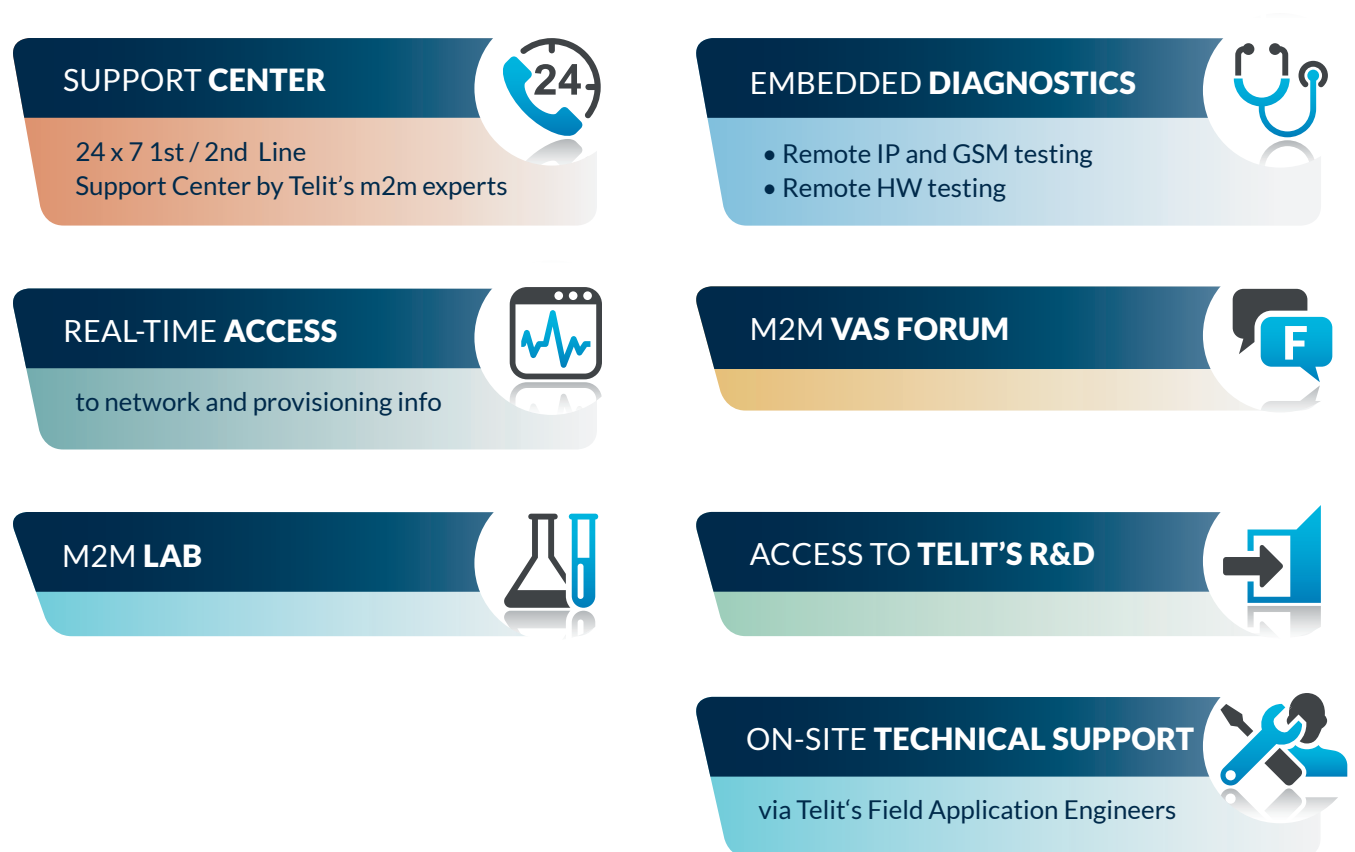 SUPPORT CENTER
24
24 x 7 1st / 2nd Line
Support Center by Telit's m2m experts
EMBEDDED DIAGNOSTICS
• Remote IP and GSM testing
• Remote HW testing
REAL-TIME ACCESS
to network and provisioning info
M2M VAS FORUM
F
M2M LAB
ACCESS TO TELIT’S R&D
ON-SITE TECHNICAL SUPPORT
via Telit‘s Field Application Engineers